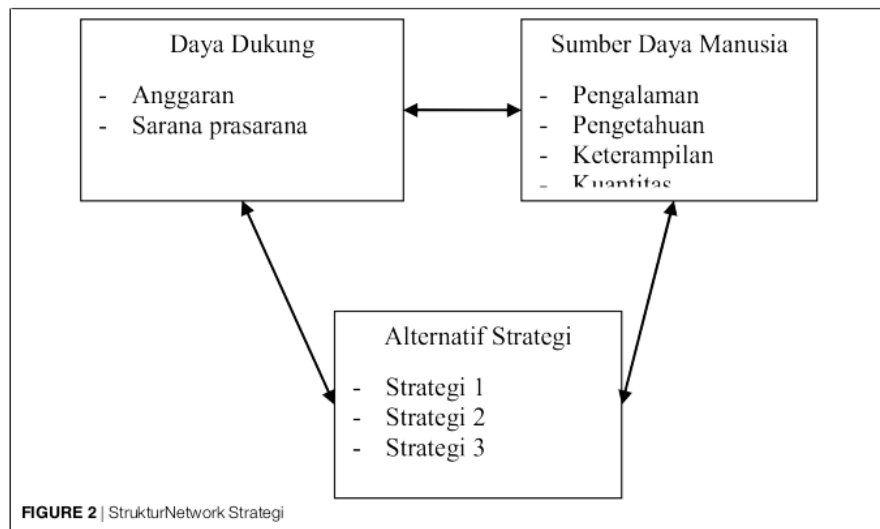 Daya Dukung
- Anggaran
- Sarana prasarana
Sumber Daya Manusia
- Pengalaman
- Pengetahuan
- Keterampilan
- Kuantitas
Alternatif Strategi
- Strategi 1
- Strategi 2
- Strategi 3
FIGURE 2 | StrukturNetwork Strategi